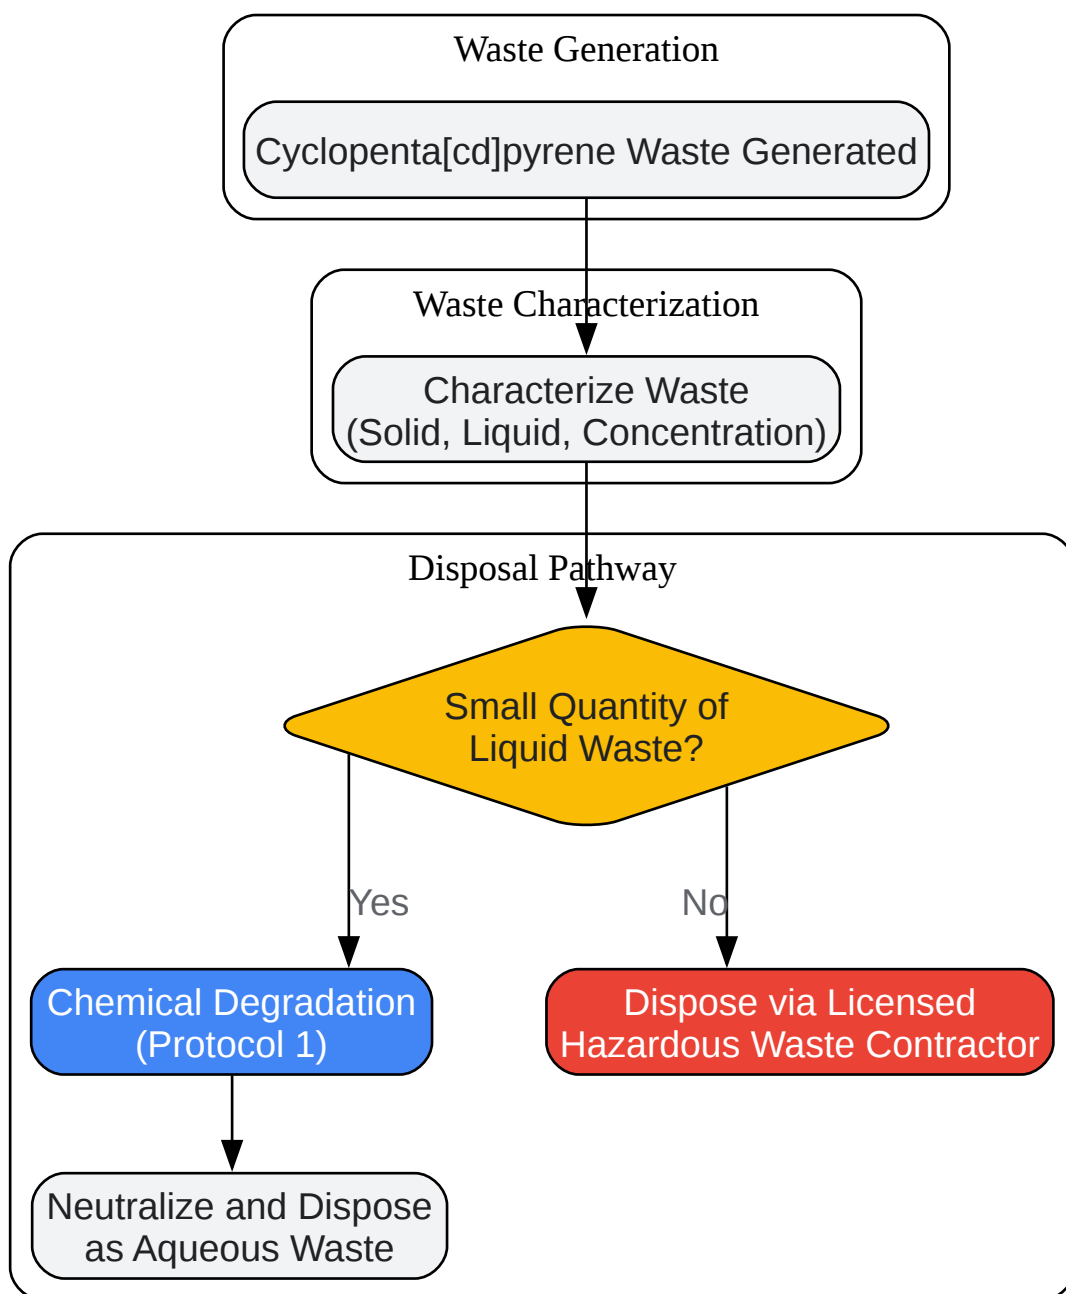 Waste Generation
Cyclopenta[cd]pyrene Waste Generated
Waste Characterization
Characterize Waste
(Solid, Liquid, Concentration)
Disposal Pathway
Small Quantity of
Liquid Waste?
Yes
No
Chemical Degradation
(Protocol 1)
Dispose via Licensed
Hazardous Waste Contractor
Neutralize and Dispose
as Aqueous Waste